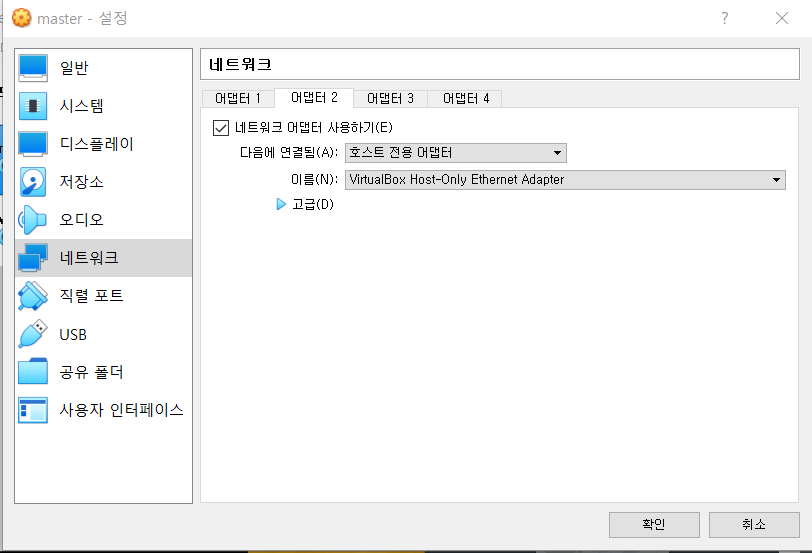 master - 설정
?
일반
시스템
디스플레이
저장소
오디오
네트워크
직렬 포트
USB
공유 폴더
사용자 인터페이스
네트워크
어댑터 1 어댑터 2 어댑터 3 어댑터 4
네트워크 어댑터 사용하기(E)
다음에 연결됨(A): 호스트 전용 어댑터
이름(N): VirtualBox Host-Only Ethernet Adapter
고급(D)
확인 취소